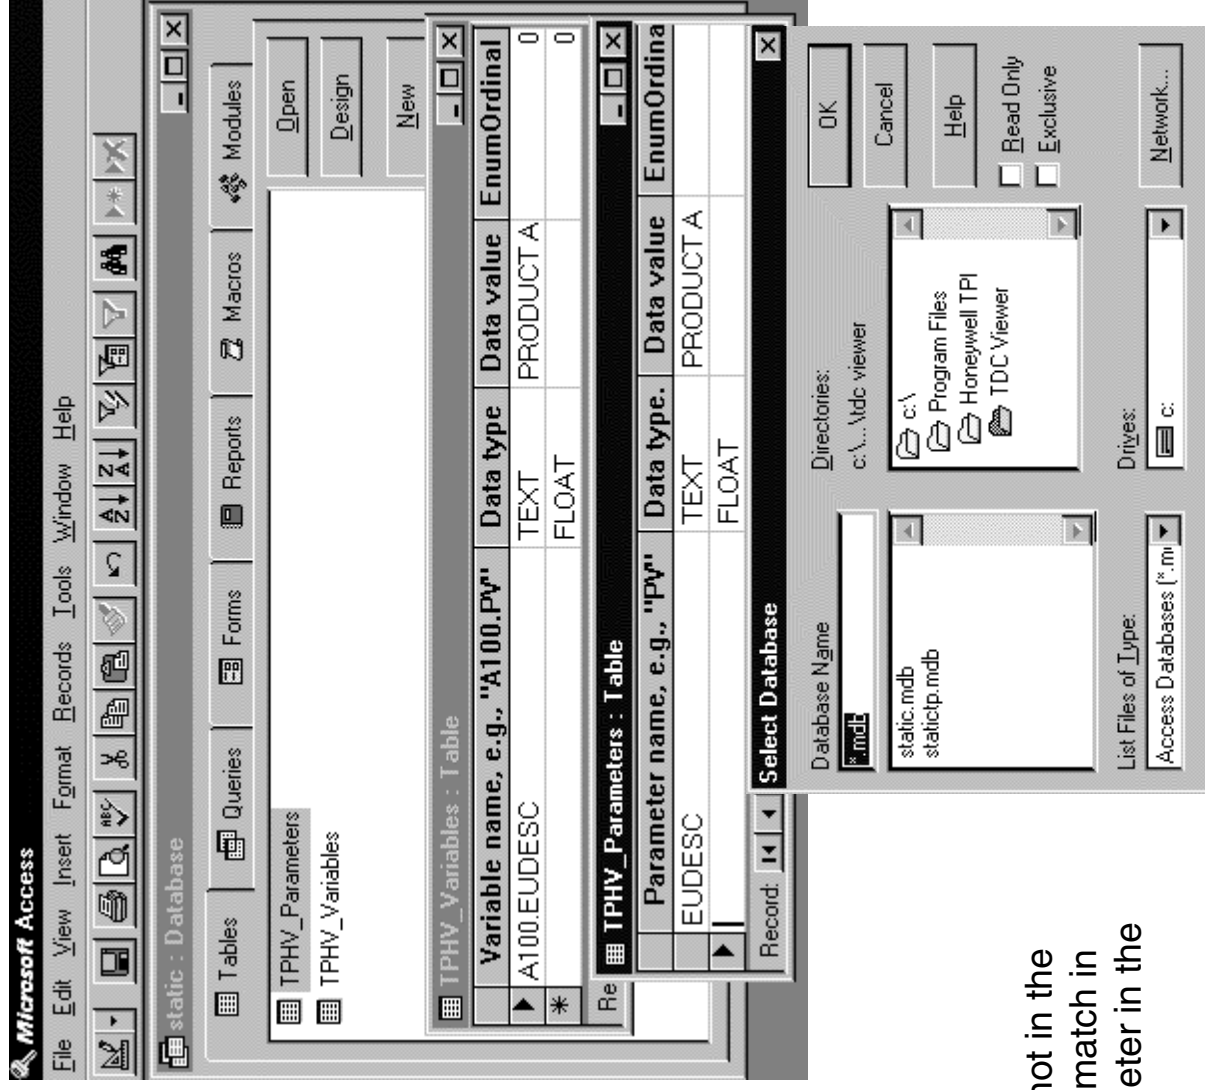 Microsoft Access
File Edit View Insert Format Records Tools Window Help
static : Database
Tables Queries Forms Reports Macros Modules
TPHV_Parameters
TPHV_Variables
Open
Design
New
TPHV_Variables : Table
Variable name, e.g., "A100.PV" Data type Data value EnumOrdinal
A100.EUDESC TEXT PRODUCT A 0
FLOAT 0
Re
TPHV_Parameters : Table
Parameter name, e.g., "PV" Data type. Data value EnumOrdina
EUDESC TEXT PRODUCT A
FLOAT
Record:
Select Database
Database Name
*.mdb
static.mdb
statictp.mdb
List Files of Type:
Access Databases (*.m
Directories:
c:\...\tdc viewer
c:\
Program Files
Honeywell TPI
TDC Viewer
Drives:
c:
OK
Cancel
Help
Read Only
Exclusive
Network...
not in the
match in
eter in the